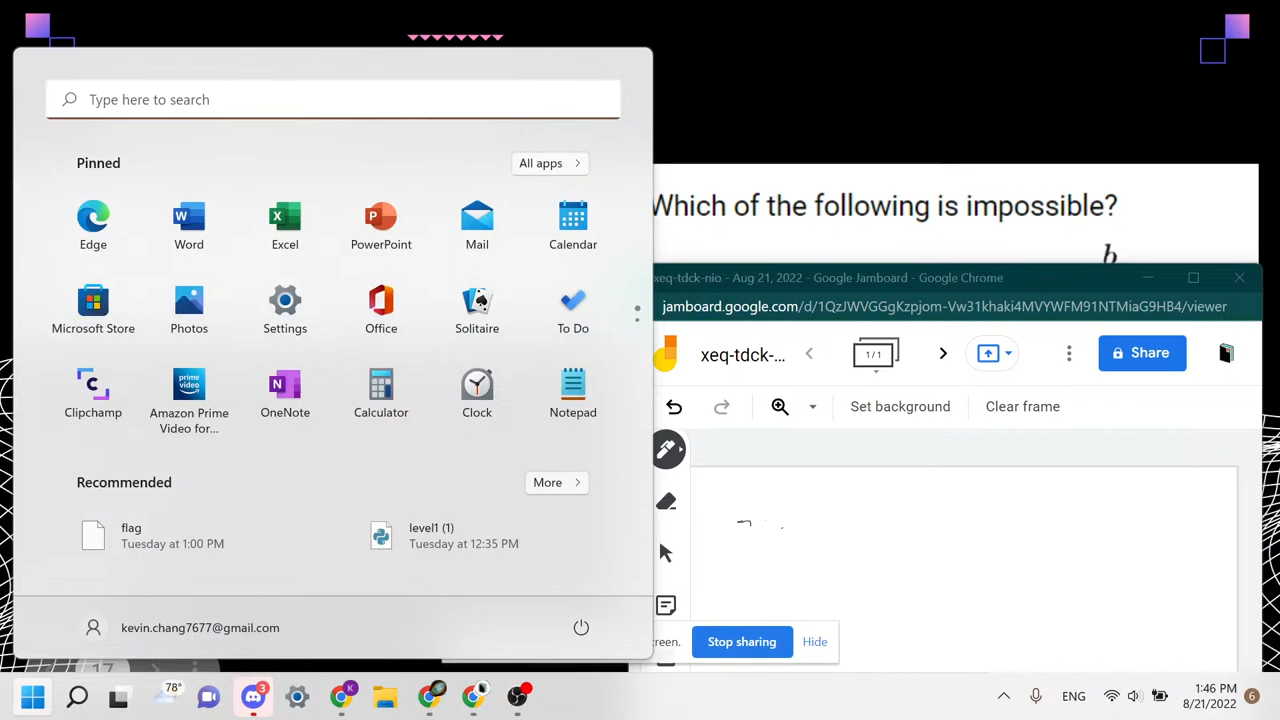 Type here to search
Pinned
All apps
Edge
Word
Excel
PowerPoint
Mail
Calendar
Microsoft Store
Photos
Settings
Office
Solitaire
To Do
Clipchamp
Amazon Prime
Video for...
OneNote
Calculator
Clock
Notepad
Recommended
More
flag
Tuesday at 1:00 PM
level1 (1)
Tuesday at 12:35 PM
kevin.chang7677@gmail.com
Which of the following is impossible?
b
xeq-tdck-nio - Aug 21, 2022 - Google Jamboard - Google Chrome
jamboard.google.com/d/1QzJWVGGgKzpjom-Vw31khaki4MVYWFM91NTMiaG9HB4/viewer
xeq-tdck-...
1/1
Share
Set background
Clear frame
reen.
Stop sharing
Hide
17
78°
3
K
ENG
1:46 PM
8/21/2022
6